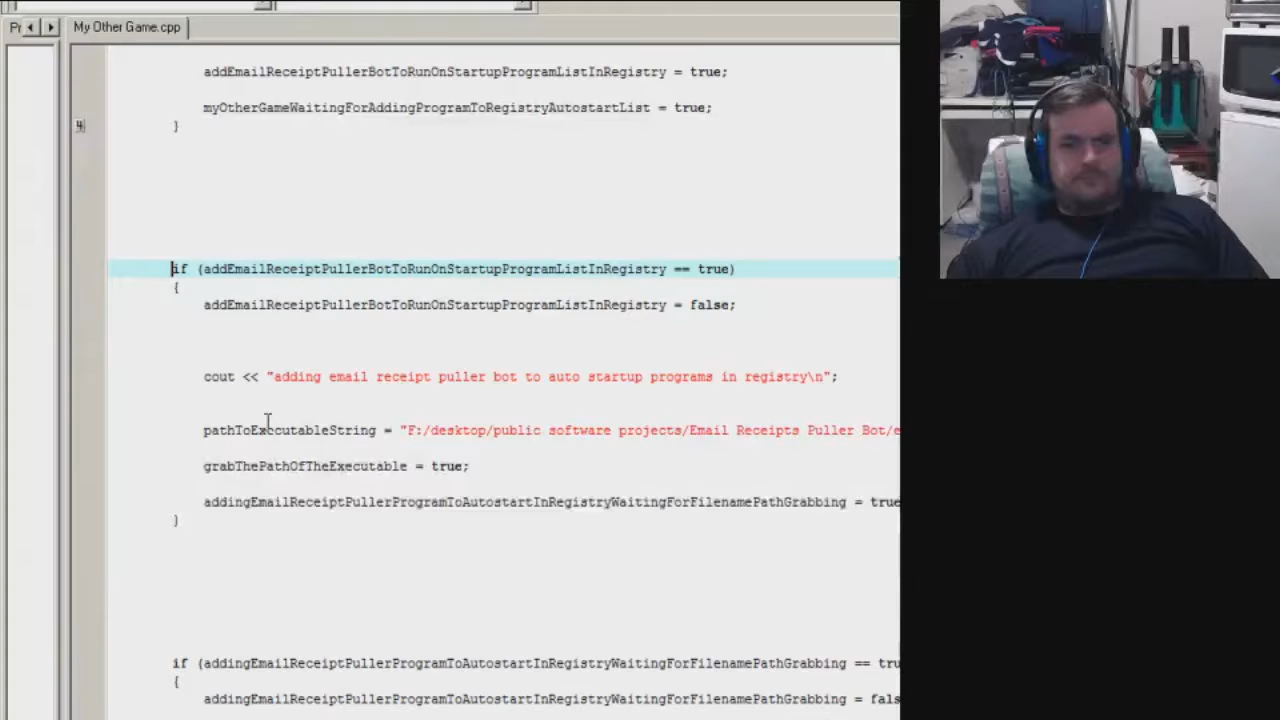 Pr
My Other Game.cpp
addEmailReceiptPullerBotToRunOnStartupProgramListInRegistry = true;
myOtherGameWaitingForAddingProgramToRegistryAutostartList = true;
4
}
if (addEmailReceiptPullerBotToRunOnStartupProgramListInRegistry == true)
{
addEmailReceiptPullerBotToRunOnStartupProgramListInRegistry = false;
cout << "adding email receipt puller bot to auto startup programs in registry\n";
pathToExecutableString = "F:/desktop/public software projects/Email Receipts Puller Bot/e
grabThePathOfTheExecutable = true;
addingEmailReceiptPullerProgramToAutostartInRegistryWaitingForFilenamePathGrabbing = true
}
if (addingEmailReceiptPullerProgramToAutostartInRegistryWaitingForFilenamePathGrabbing == tru
{
addingEmailReceiptPullerProgramToAutostartInRegistryWaitingForFilenamePathGrabbing = fals